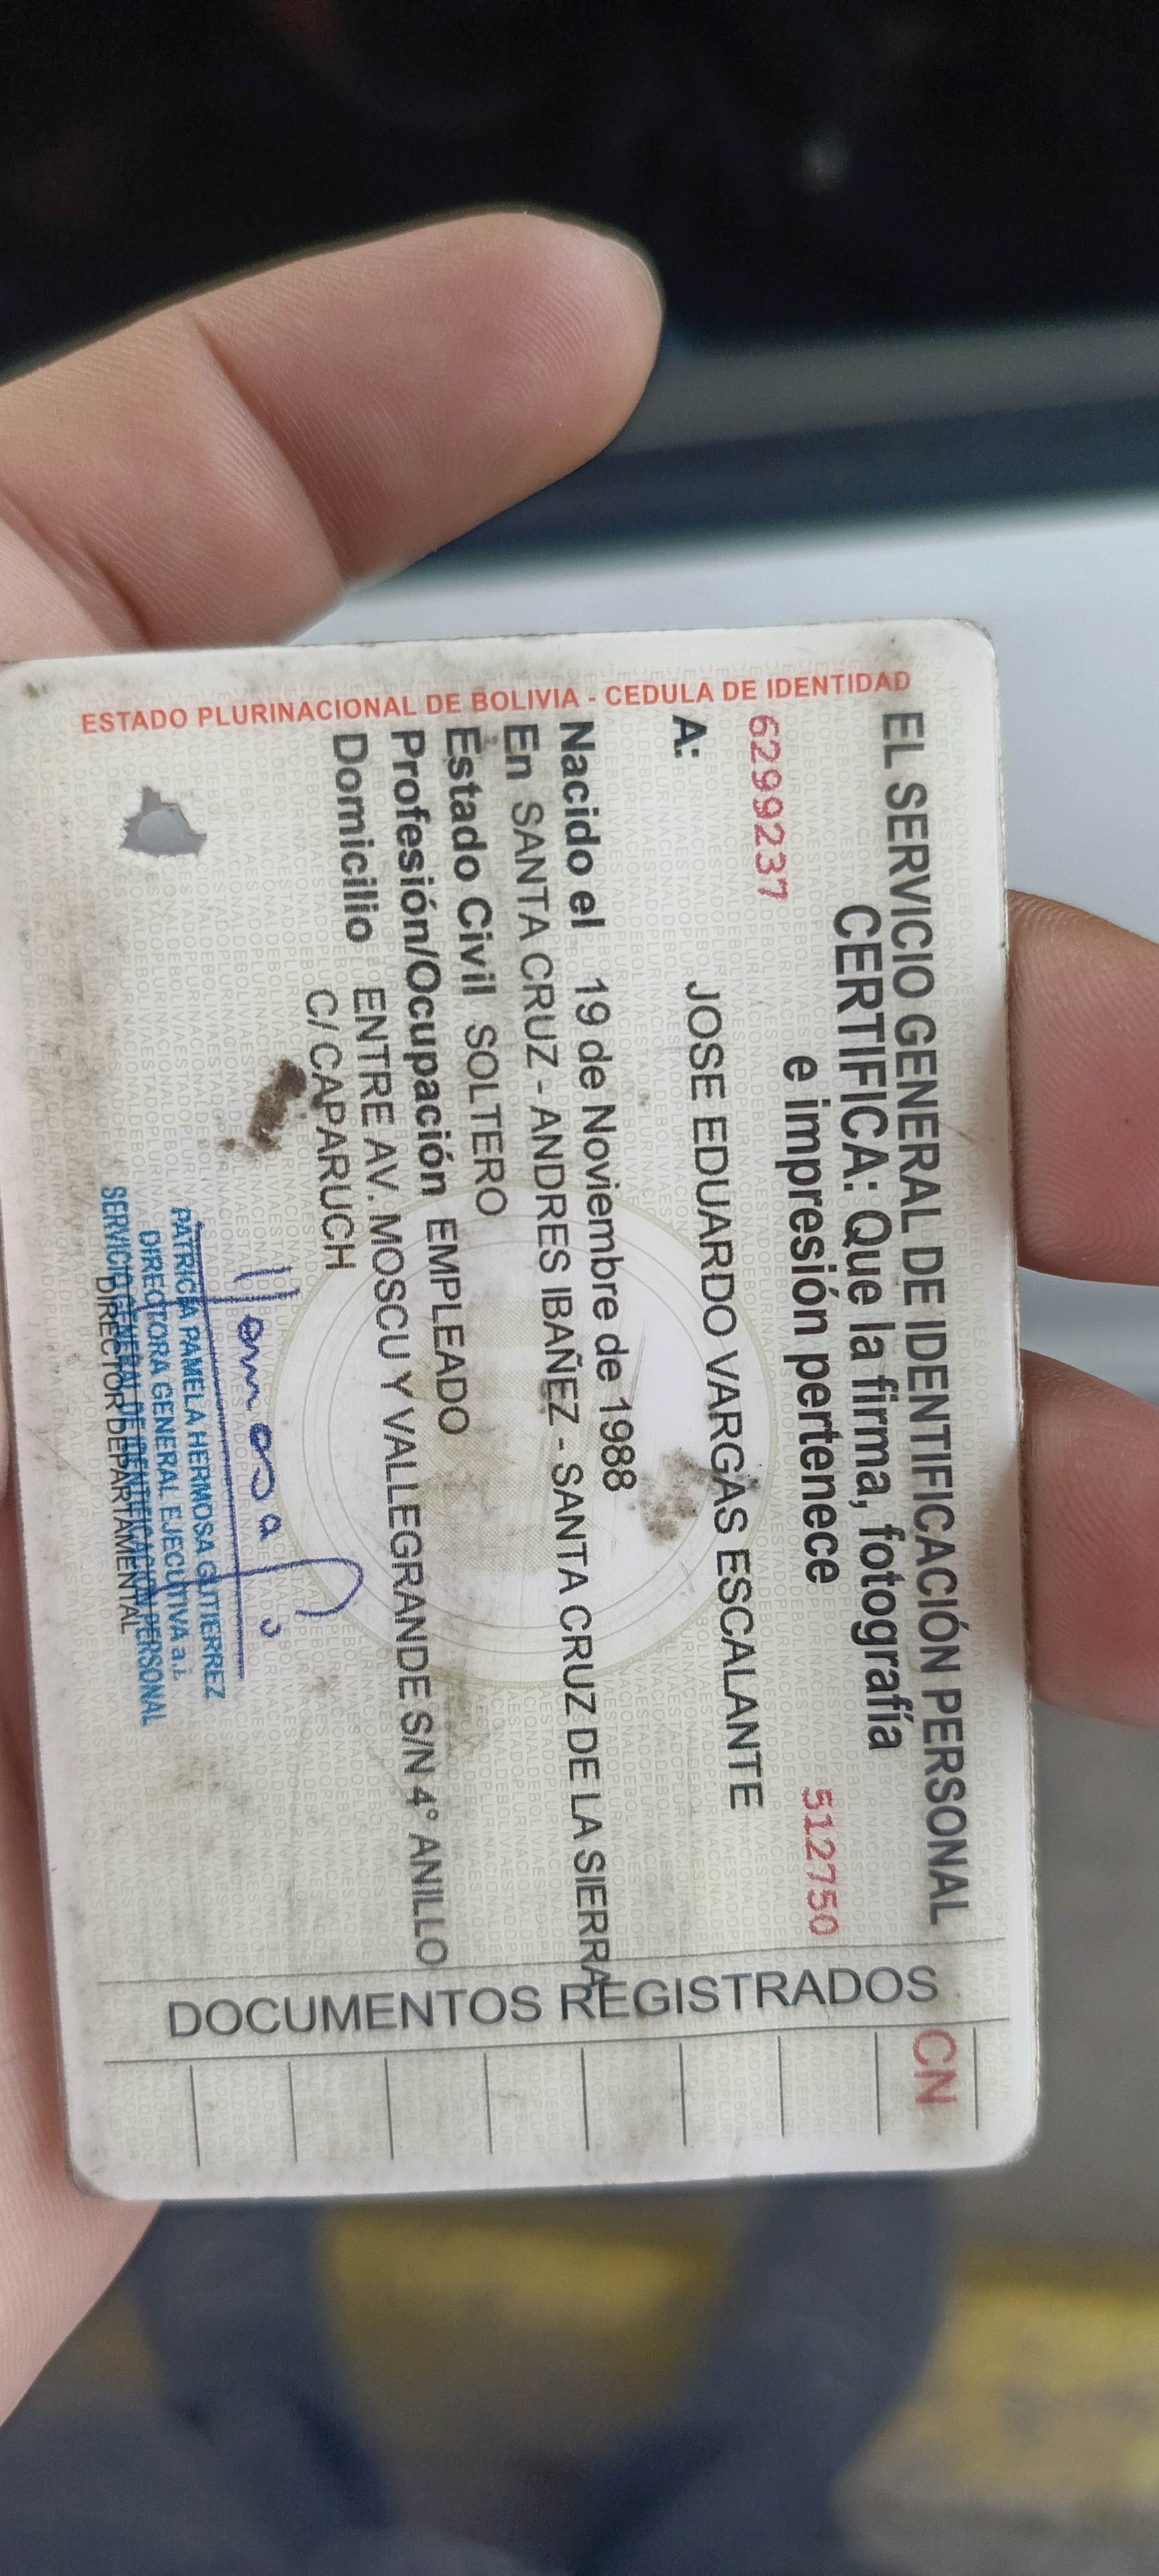 ESTADO PLURINACIONAL DE BOLIVIA - CEDULA DE IDENTIDAD
EL SERVICIO GENERAL DE IDENTIFICACIÓN PERSONAL
CERTIFICA: Que la firma, fotografía
e impresión pertenece
6299237
512750
A:
JOSE EDUARDO VARGAS ESCALANTE
Nacido el 19 de Noviembre de 1988
En SANTA CRUZ - ANDRES IBAÑEZ - SANTA CRUZ DE LA SIERRA
Estado Civil SOLTERO
Profesión/Ocupación EMPLEADO
Domicilio ENTRE AV. MOSCU Y VALLEGRANDE S/N 4° ANILLO
C/ CAPARUCH
PATRICIA PAMELA HERMOSA GUTIERREZ
DIRECTORA GENERAL EJECUTIVA a.i.
SERVICIO GENERAL DE IDENTIFICACIÓN PERSONAL
DIRECTOR DEPARTAMENTAL
DOCUMENTOS REGISTRADOS
CN